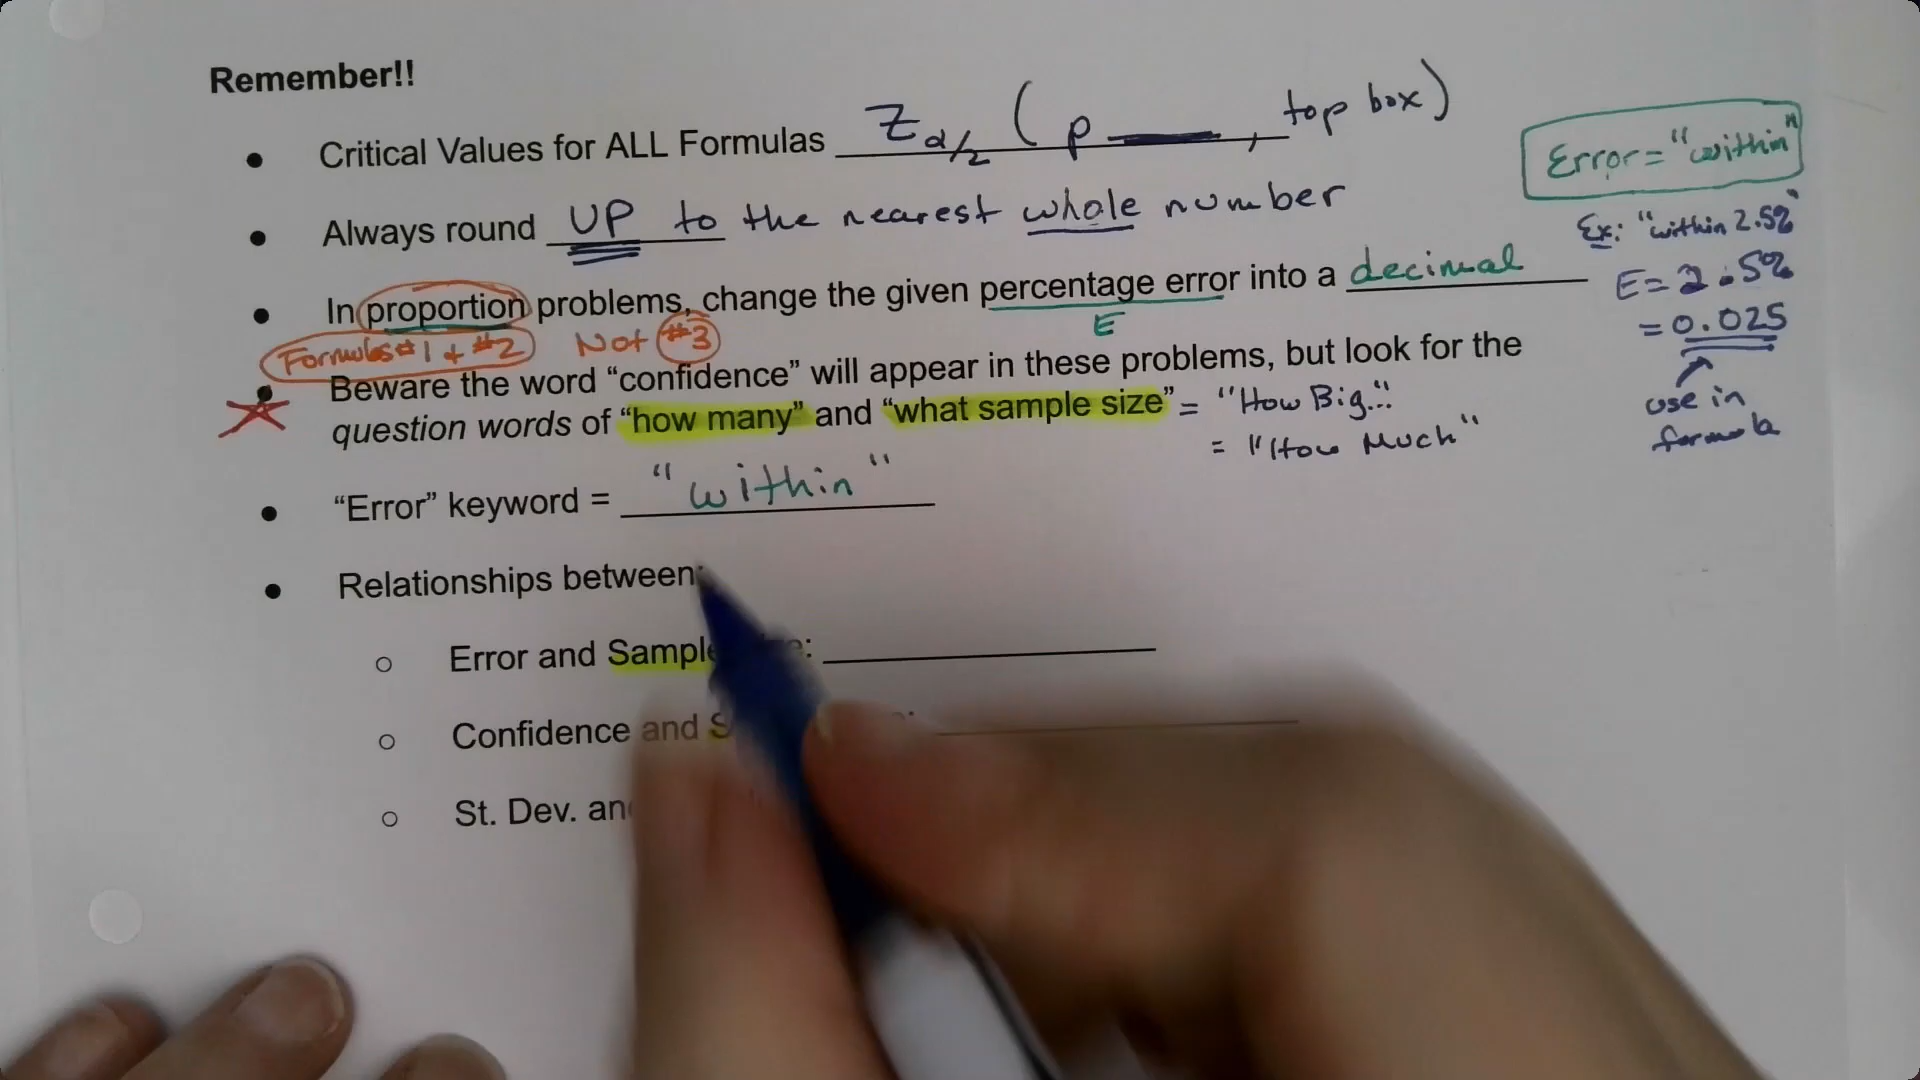 Remember!!
Critical Values for ALL Formulas Zα/2 (p ____, top box)
Error = "within"
Always round UP to the nearest whole number
Ex: "within 2.5%"
In proportion problems, change the given percentage error into a decimal
E = 2.5%
Formulas #1 + #2 Not #3 E
= 0.025
Beware the word “confidence” will appear in these problems, but look for the
question words of “how many” and “what sample size” = "How Big..."
= "How Much"
use in
formula
“Error” keyword = "within"
Relationships between:
Error and
Confidence and
St. Dev.